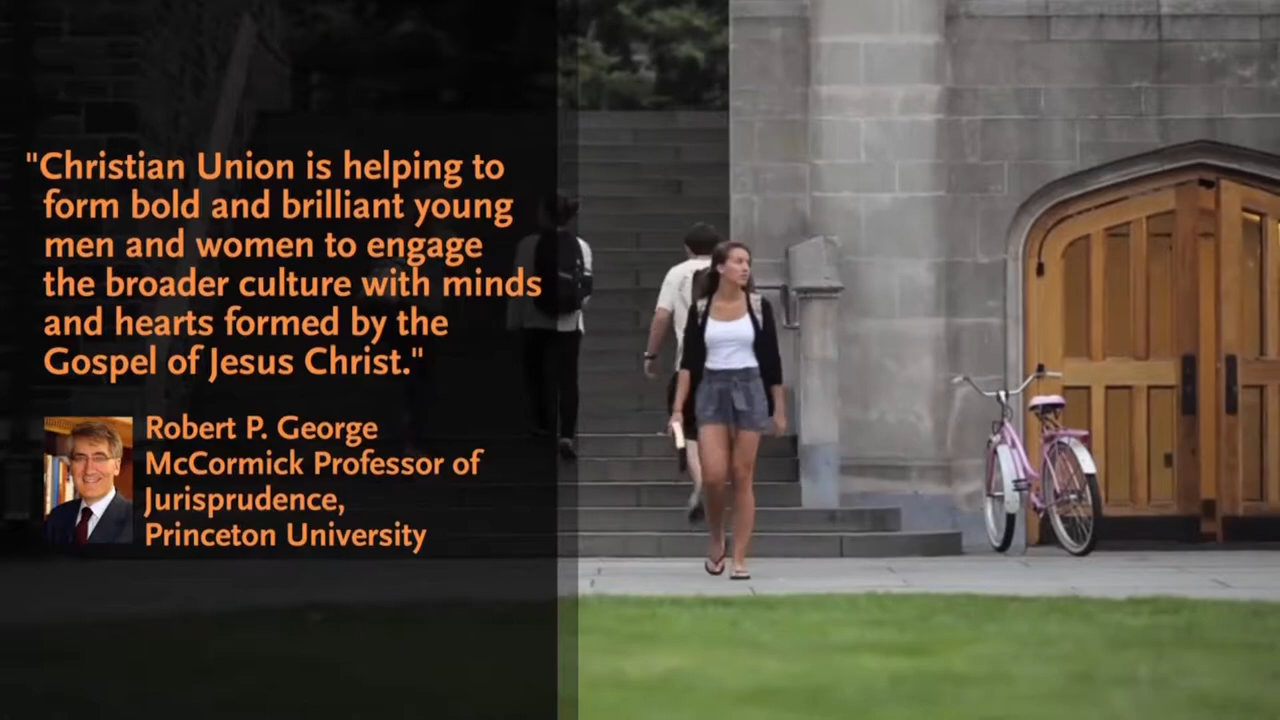 "Christian Union is helping to
form bold and brilliant young
men and women to engage
the broader culture with minds
and hearts formed by the
Gospel of Jesus Christ."
Robert P. George
McCormick Professor of
Jurisprudence,
Princeton University